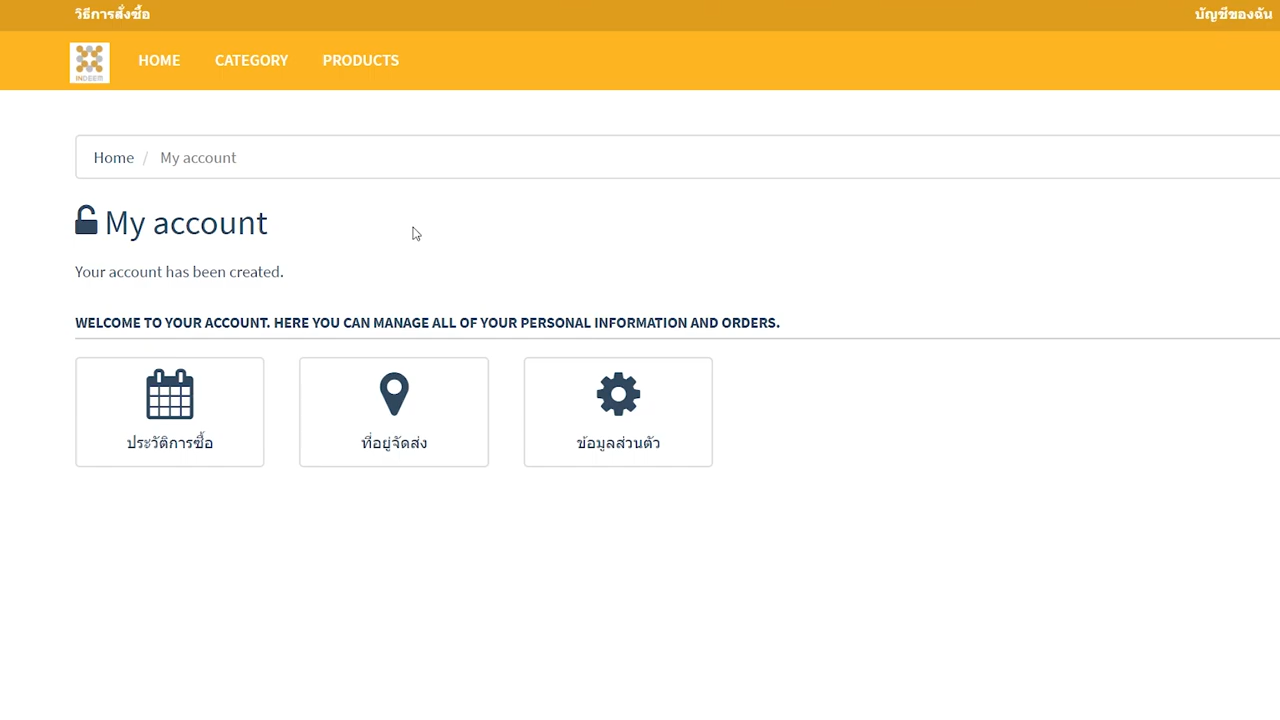 วิธีการสั่งซื้อ
บัญชีของฉัน
INDEEM
HOME
CATEGORY
PRODUCTS
Home / My account
My account
Your account has been created.
WELCOME TO YOUR ACCOUNT. HERE YOU CAN MANAGE ALL OF YOUR PERSONAL INFORMATION AND ORDERS.
ประวัติการซื้อ
ที่อยู่จัดส่ง
ข้อมูลส่วนตัว